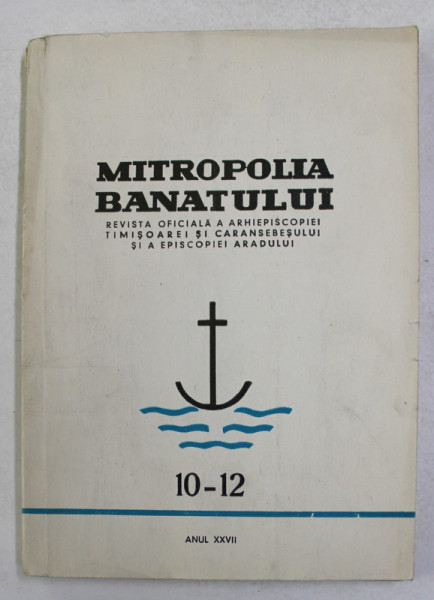 MITROPOLIA
BANATULUI
REVISTA OFICIALĂ A ARHIEPISCOPIEI
TIMIȘOAREI ȘI CARANSEBEȘULUI
ȘI A EPISCOPIEI ARADULUI
10-12
ANUL XXVII